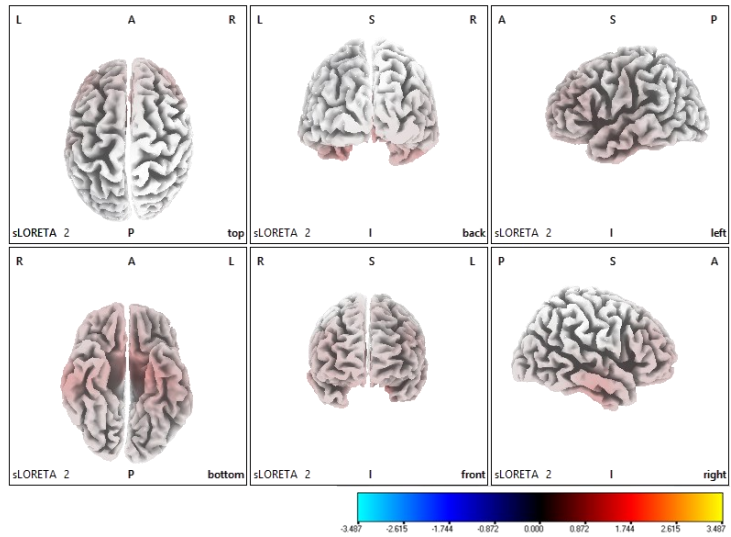 L A R L S R A S P
sLORETA 2 P top sLORETA 2 I back sLORETA 2 I left
R A L R S L P S A
sLORETA 2 P bottom sLORETA 2 I front sLORETA 2 I right
-3.487 -2.615 -1.744 -0.872 0.000 0.872 1.744 2.615 3.487